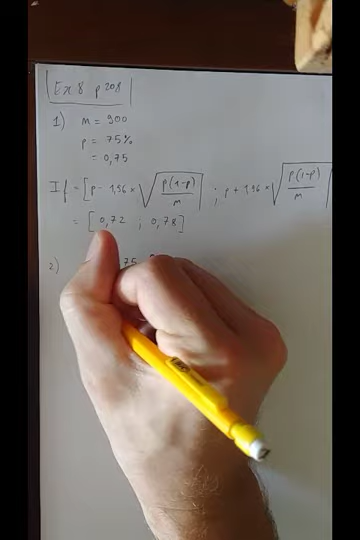 Ex 8 p 208
1) m = 900
p = 75%
= 0,75
If = [p - 1,96 × √(p(1-p)/m) ; p + 1,96 × √(p(1-p)/m)
= [0,72 ; 0,78]
2) ,75